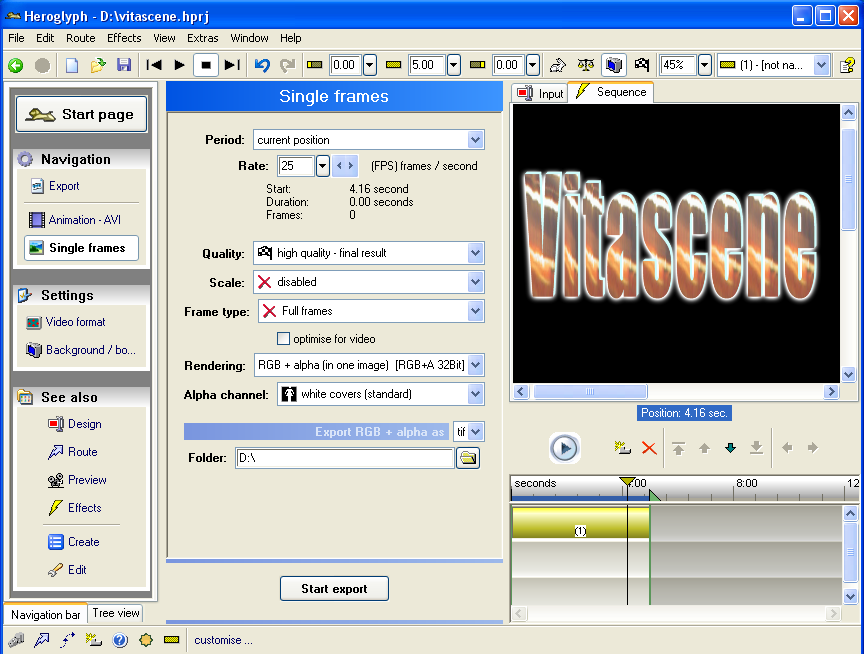 Heroglyph - D:\vitascene.hprj
File Edit Route Effects View Extras Window Help
0.00 5.00 0.00 45% (1) - [not na...
Start page
Navigation
Export
Animation - AVI
Single frames
Settings
Video format
Background / bo...
See also
Design
Route
Preview
Effects
Create
Edit
Navigation bar Tree view
Single frames
Period: current position
Rate: 25 (FPS) frames / second
Start: 4.16 second
Duration: 0.00 seconds
Frames: 0
Quality: high quality - final result
Scale: disabled
Frame type: Full frames
optimise for video
Rendering: RGB + alpha (in one image) [RGB+A 32Bit]
Alpha channel: white covers (standard)
Export RGB + alpha as tif
Folder: D:\
Start export
Input Sequence
Vitascene
Position: 4.16 sec.
seconds :00 8:00 12
(1)
customise ...